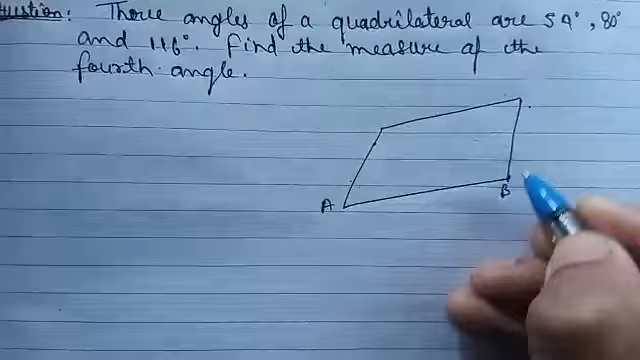 Question: Three angles of a quadrilateral are 54°, 80°
and 116°. Find the measure of the
fourth angle.
A
B